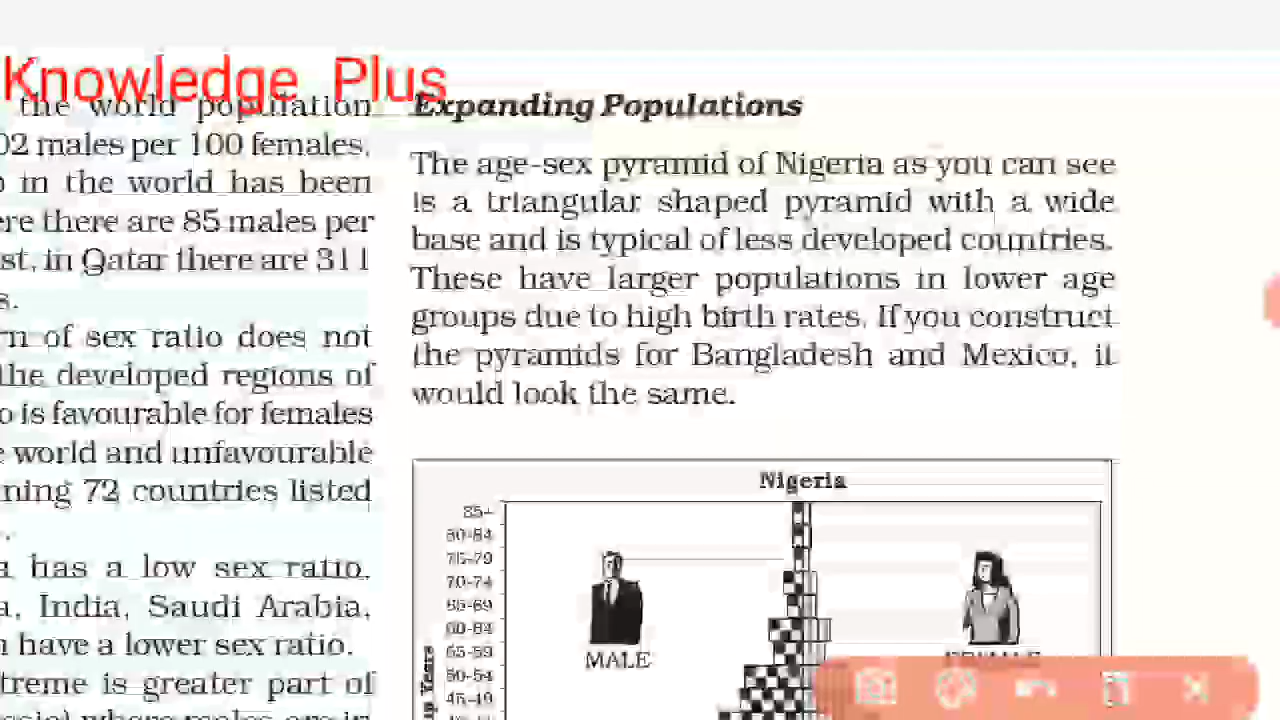 Knowledge Plus
the world population
02 males per 100 females.
in the world has been
ere there are 85 males per
st, in Qatar there are 311
s.
rn of sex ratio does not
the developed regions of
o is favourable for females
e world and unfavourable
ning 72 countries listed
a has a low sex ratio.
a, India, Saudi Arabia,
n have a lower sex ratio.
treme is greater part of
where males are in
Expanding Populations
The age-sex pyramid of Nigeria as you can see
is a triangular shaped pyramid with a wide
base and is typical of less developed countries.
These have larger populations in lower age
groups due to high birth rates. If you construct
the pyramids for Bangladesh and Mexico, it
would look the same.
Nigeria
85+
80-84
75-79
70-74
65-69
60-64
55-59
50-54
45-49
MALE
FEMALE
Years